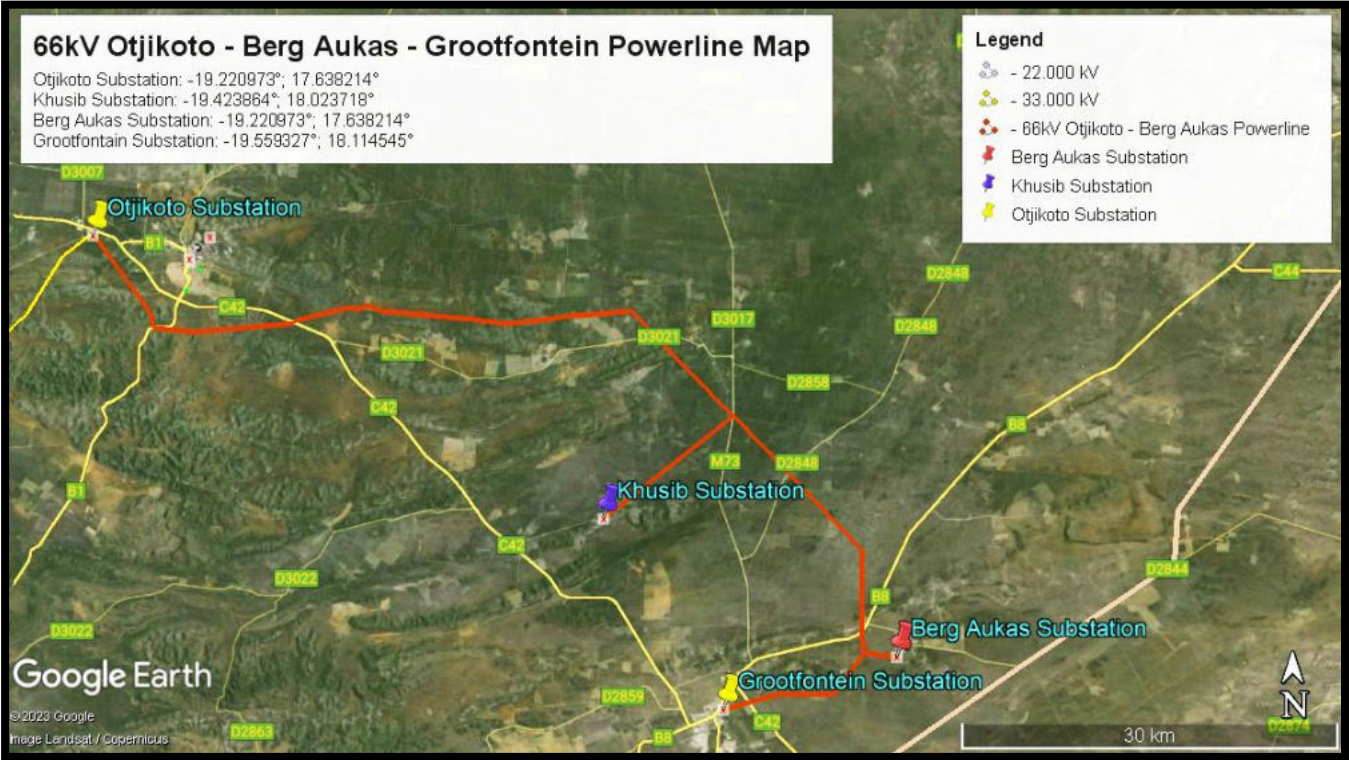 66kV Otjikoto - Berg Aukas - Grootfontein Powerline Map
Otjikoto Substation: -19.220973°; 17.638214°
Khusib Substation: -19.423864°; 18.023718°
Berg Aukas Substation: -19.220973°; 17.638214°
Grootfontain Substation: -19.559327°; 18.114545°
Legend
- 22.000 kV
- 33.000 kV
- 66kV Otjikoto - Berg Aukas Powerline
Berg Aukas Substation
Khusib Substation
Otjikoto Substation
D3007
Otjikoto Substation
B1
C42
D3017
D3021
D3021
D2848
C44
D2848
D2858
C42
B8
M73
D2848
B1
Khusib Substation
C42
D3022
D2844
B8
D3022
Berg Aukas Substation
Google Earth
Grootfontein Substation
N
D2859
C42
©2023 Google
Image Landsat / Copernicus
D2863
B8
30 km
D2874